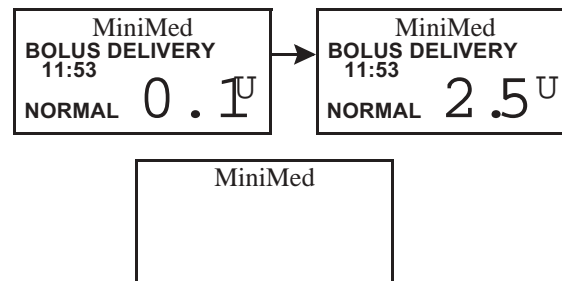 MiniMed
BOLUS DELIVERY
11:53
NORMAL 0.1U
MiniMed
BOLUS DELIVERY
11:53
NORMAL 2.5U
MiniMed